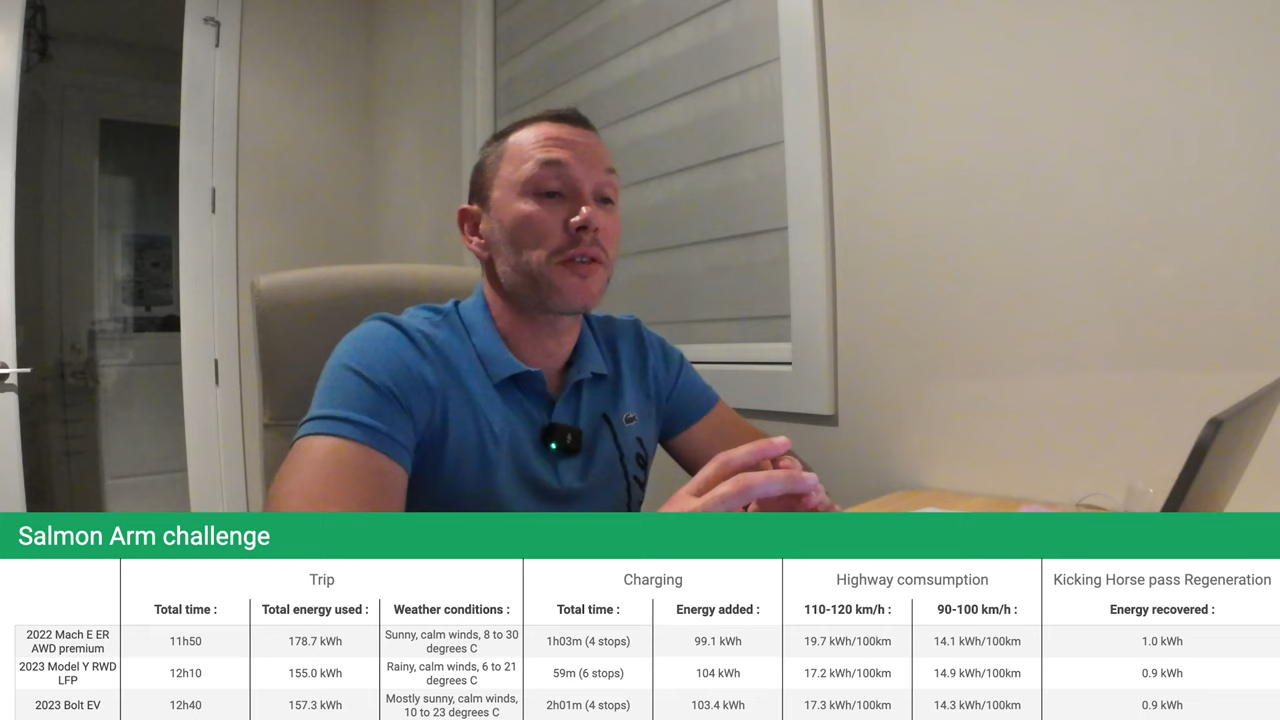 Salmon Arm challenge
Trip Charging Highway comsumption Kicking Horse pass Regeneration
Total time : Total energy used : Weather conditions : Total time : Energy added : 110-120 km/h : 90-100 km/h : Energy recovered :
2022 Mach E ER AWD premium 11h50 178.7 kWh Sunny, calm winds, 8 to 30 degrees C 1h03m (4 stops) 99.1 kWh 19.7 kWh/100km 14.1 kWh/100km 1.0 kWh
2023 Model Y RWD LFP 12h10 155.0 kWh Rainy, calm winds, 6 to 21 degrees C 59m (6 stops) 104 kWh 17.2 kWh/100km 14.9 kWh/100km 0.9 kWh
2023 Bolt EV 12h40 157.3 kWh Mostly sunny, calm winds, 10 to 23 degrees C 2h01m (4 stops) 103.4 kWh 17.3 kWh/100km 14.3 kWh/100km 0.9 kWh